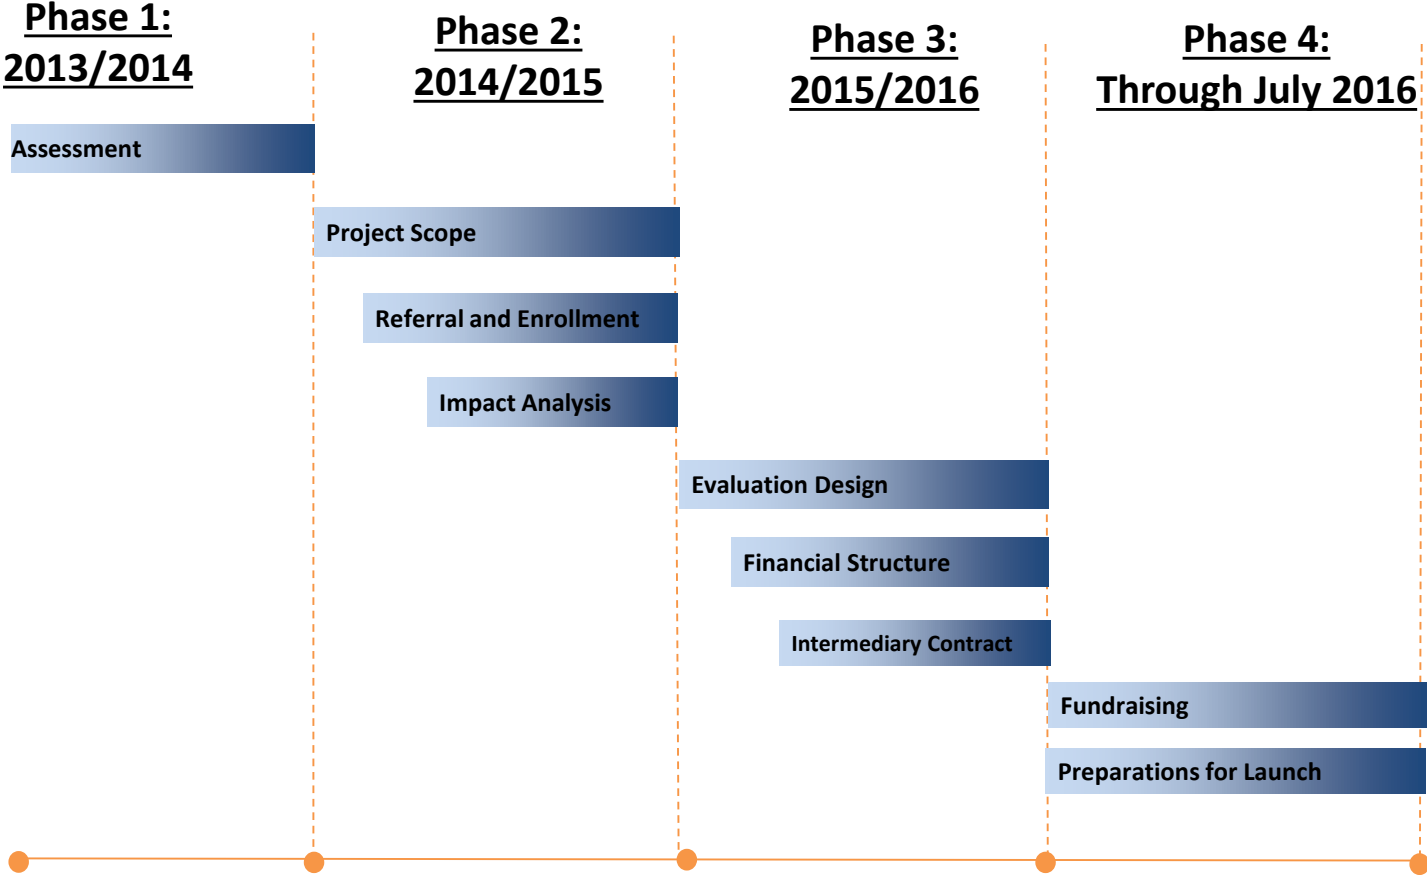 Phase 1:
2013/2014
Phase 2:
2014/2015
Phase 3:
2015/2016
Phase 4:
Through July 2016
Assessment
Project Scope
Referral and Enrollment
Impact Analysis
Evaluation Design
Financial Structure
Intermediary Contract
Fundraising
Preparations for Launch